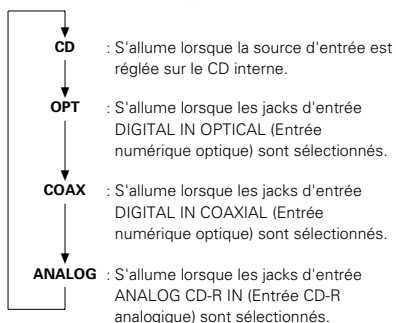 CD : S'allume lorsque la source d'entrée est
réglée sur le CD interne.
OPT : S'allume lorsque les jacks d'entrée
DIGITAL IN OPTICAL (Entrée
numérique optique) sont sélectionnés.
COAX : S'allume lorsque les jacks d'entrée
DIGITAL IN COAXIAL (Entrée
numérique optique) sont sélectionnés.
ANALOG : S'allume lorsque les jacks d'entrée
ANALOG CD-R IN (Entrée CD-R
analogique) sont sélectionnés.